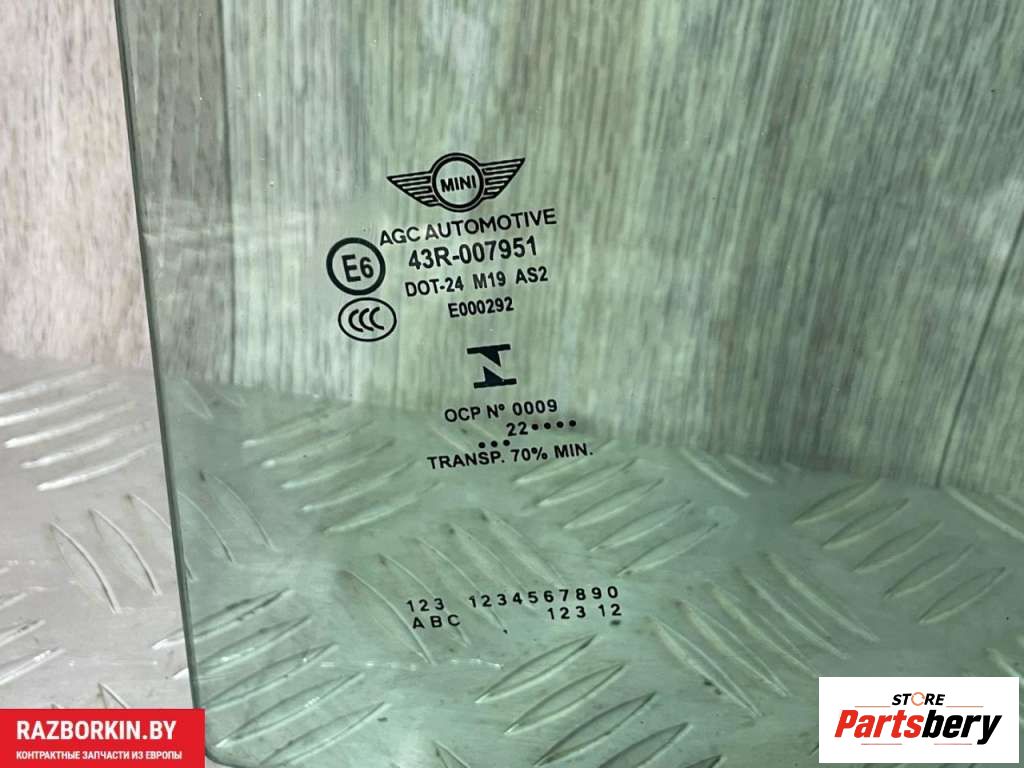 MINI
AGC AUTOMOTIVE
E6
43R-007951
DOT-24 M19 AS2
E000292
CCC
OCP Nº 0009
22••••
•••
TRANSP. 70% MIN.
123 1234567890
ABC 123 12
RAZBORKIN.BY
КОНТРАКТНЫЕ ЗАПЧАСТИ ИЗ ЕВРОПЫ
STORE
Partsbery